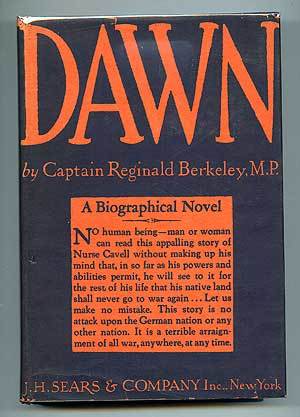 DAWN
by Captain Reginald Berkeley, M.P.
A Biographical Novel
NO human being—man or woman
can read this appalling story of
Nurse Cavell without making up his
mind that, in so far as his powers and
abilities permit, he will see to it for
the rest of his life that his native land
shall never go to war again... Let us
make no mistake. This story is no
attack upon the German nation or any
other nation. It is a terrible arraign-
ment of all war, anywhere, at any time.
J.H. SEARS & COMPANY Inc., New York